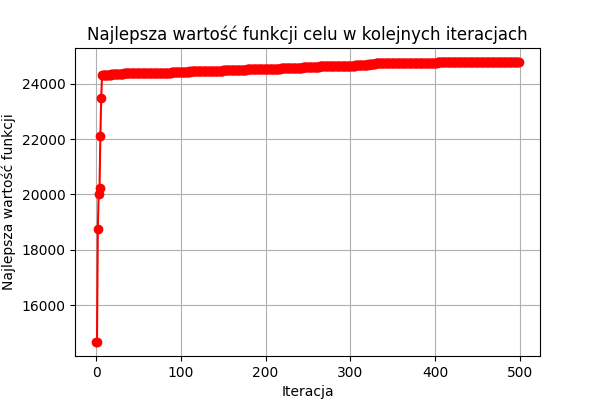 Najlepsza wartość funkcji celu w kolejnych iteracjach
Najlepsza wartość funkcji
24000
22000
20000
18000
16000
0 100 200 300 400 500
Iteracja